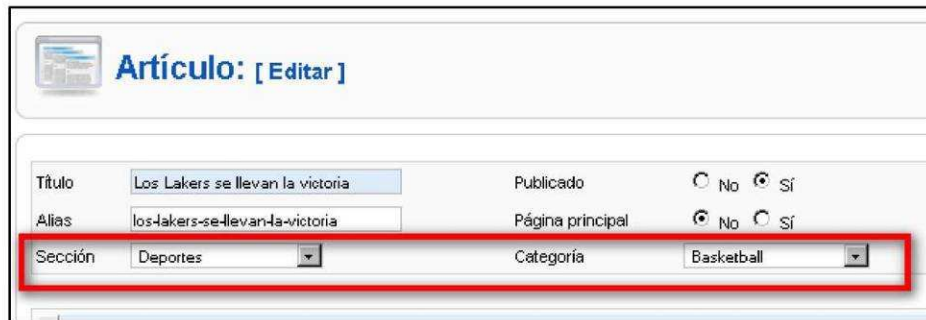 Artículo: [ Editar ]
Título Los Lakers se llevan la victoria Publicado No Sí
Alias los-lakers-se-llevan-la-victoria Página principal No Sí
Sección Deportes Categoría Basketball